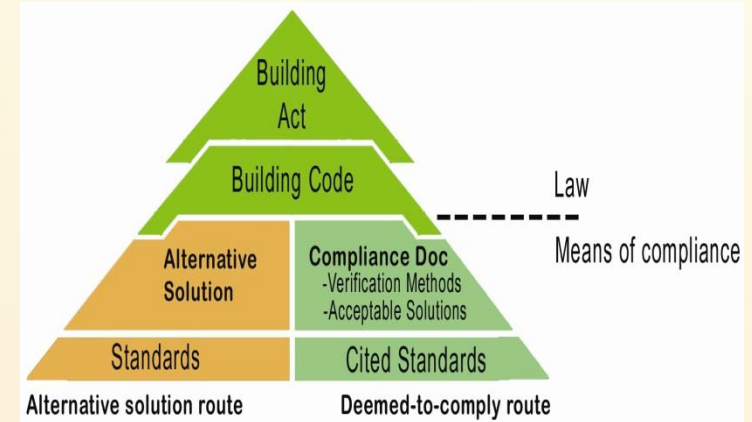 Building
Act
Building Code
Law
Means of compliance
Alternative
Solution
Compliance Doc
-Verification Methods
-Acceptable Solutions
Standards
Cited Standards
Alternative solution route
Deemed-to-comply route